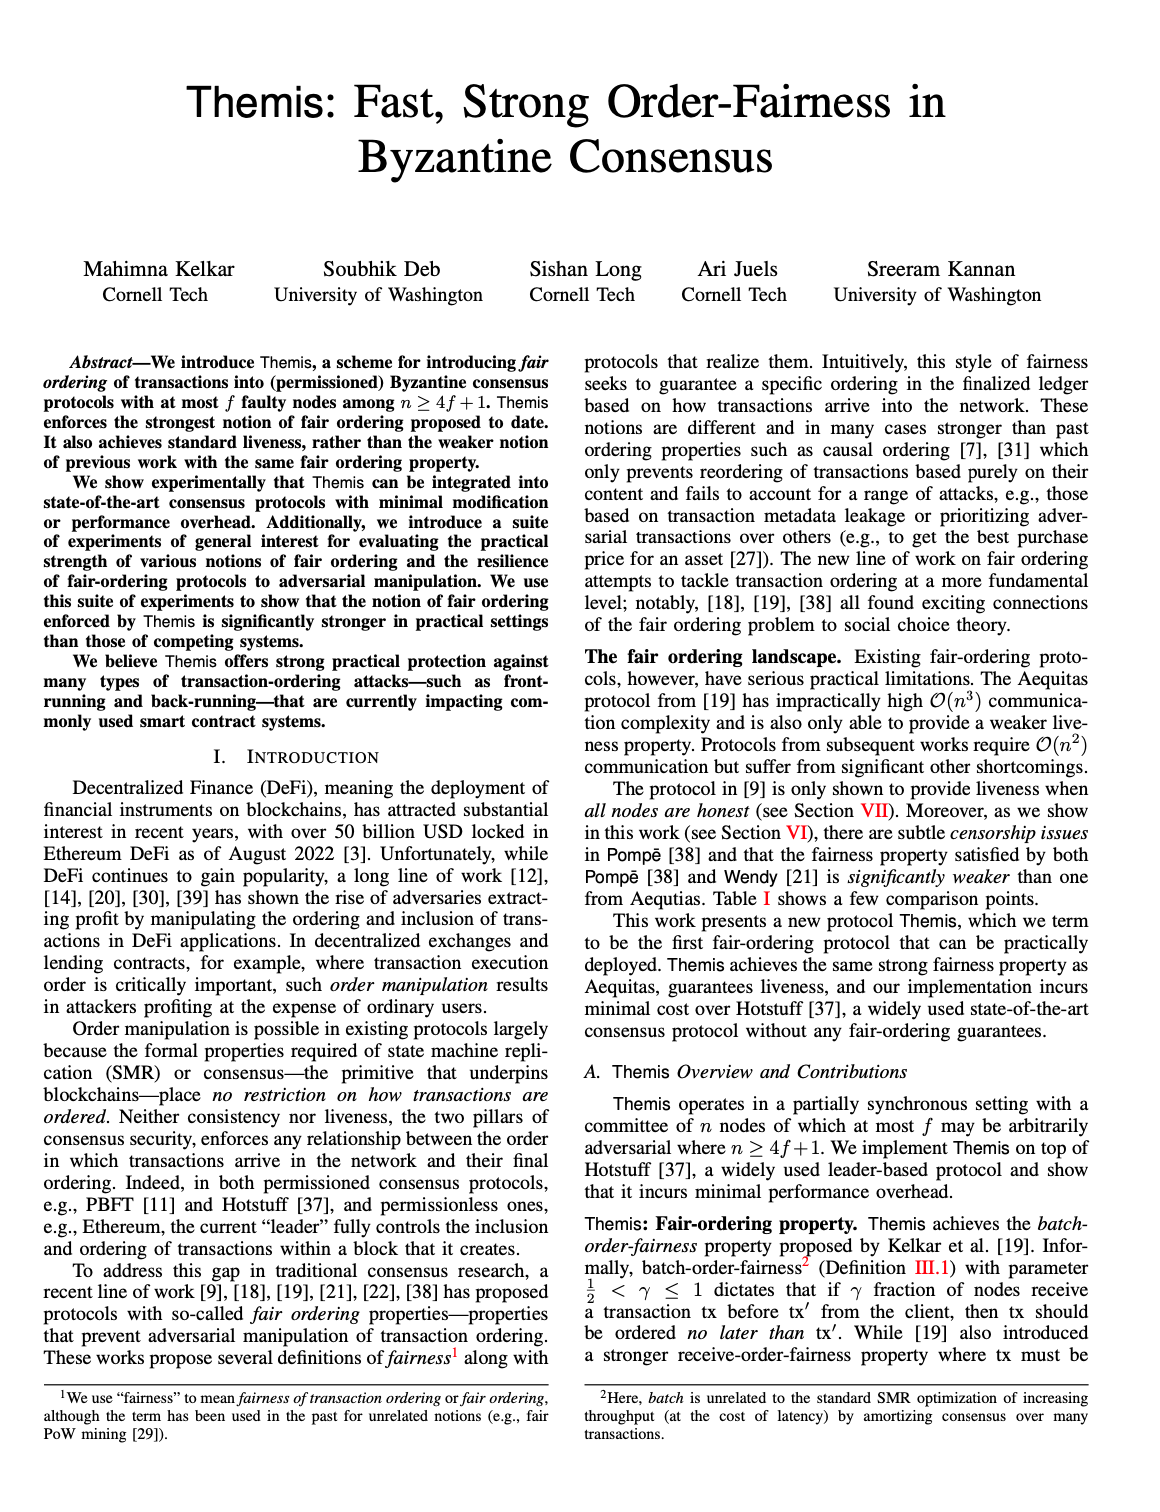 Themis: Fast, Strong Order-Fairness in
Byzantine Consensus
Mahimna Kelkar
Cornell Tech
Soubhik Deb
University of Washington
Sishan Long
Cornell Tech
Ari Juels
Cornell Tech
Sreeram Kannan
University of Washington
Abstract—We introduce Themis, a scheme for introducing fair
ordering of transactions into (permissioned) Byzantine consensus
protocols with at most f faulty nodes among n ≥ 4f + 1. Themis
enforces the strongest notion of fair ordering proposed to date.
It also achieves standard liveness, rather than the weaker notion
of previous work with the same fair ordering property.
We show experimentally that Themis can be integrated into
state-of-the-art consensus protocols with minimal modification
or performance overhead. Additionally, we introduce a suite
of experiments of general interest for evaluating the practical
strength of various notions of fair ordering and the resilience
of fair-ordering protocols to adversarial manipulation. We use
this suite of experiments to show that the notion of fair ordering
enforced by Themis is significantly stronger in practical settings
than those of competing systems.
We believe Themis offers strong practical protection against
many types of transaction-ordering attacks—such as front-
running and back-running—that are currently impacting com-
monly used smart contract systems.
I. INTRODUCTION
Decentralized Finance (DeFi), meaning the deployment of
financial instruments on blockchains, has attracted substantial
interest in recent years, with over 50 billion USD locked in
Ethereum DeFi as of August 2022 [3]. Unfortunately, while
DeFi continues to gain popularity, a long line of work [12],
[14], [20], [30], [39] has shown the rise of adversaries extract-
ing profit by manipulating the ordering and inclusion of trans-
actions in DeFi applications. In decentralized exchanges and
lending contracts, for example, where transaction execution
order is critically important, such order manipulation results
in attackers profiting at the expense of ordinary users.
Order manipulation is possible in existing protocols largely
because the formal properties required of state machine repli-
cation (SMR) or consensus—the primitive that underpins
blockchains—place no restriction on how transactions are
ordered. Neither consistency nor liveness, the two pillars of
consensus security, enforces any relationship between the order
in which transactions arrive in the network and their final
ordering. Indeed, in both permissioned consensus protocols,
e.g., PBFT [11] and Hotstuff [37], and permissionless ones,
e.g., Ethereum, the current “leader” fully controls the inclusion
and ordering of transactions within a block that it creates.
To address this gap in traditional consensus research, a
recent line of work [9], [18], [19], [21], [22], [38] has proposed
protocols with so-called fair ordering properties—properties
that prevent adversarial manipulation of transaction ordering.
These works propose several definitions of fairness1 along with
1We use “fairness” to mean fairness of transaction ordering or fair ordering,
although the term has been used in the past for unrelated notions (e.g., fair
PoW mining [29]).
protocols that realize them. Intuitively, this style of fairness
seeks to guarantee a specific ordering in the finalized ledger
based on how transactions arrive into the network. These
notions are different and in many cases stronger than past
ordering properties such as causal ordering [7], [31] which
only prevents reordering of transactions based purely on their
content and fails to account for a range of attacks, e.g., those
based on transaction metadata leakage or prioritizing adver-
sarial transactions over others (e.g., to get the best purchase
price for an asset [27]). The new line of work on fair ordering
attempts to tackle transaction ordering at a more fundamental
level; notably, [18], [19], [38] all found exciting connections
of the fair ordering problem to social choice theory.
The fair ordering landscape. Existing fair-ordering proto-
cols, however, have serious practical limitations. The Aequitas
protocol from [19] has impractically high O(n³) communica-
tion complexity and is also only able to provide a weaker live-
ness property. Protocols from subsequent works require O(n²)
communication but suffer from significant other shortcomings.
The protocol in [9] is only shown to provide liveness when
all nodes are honest (see Section VII). Moreover, as we show
in this work (see Section VI), there are subtle censorship issues
in Pompē [38] and that the fairness property satisfied by both
Pompē [38] and Wendy [21] is significantly weaker than one
from Aequtias. Table I shows a few comparison points.
This work presents a new protocol Themis, which we term
to be the first fair-ordering protocol that can be practically
deployed. Themis achieves the same strong fairness property as
Aequitas, guarantees liveness, and our implementation incurs
minimal cost over Hotstuff [37], a widely used state-of-the-art
consensus protocol without any fair-ordering guarantees.
A. Themis Overview and Contributions
Themis operates in a partially synchronous setting with a
committee of n nodes of which at most f may be arbitrarily
adversarial where n ≥ 4f +1. We implement Themis on top of
Hotstuff [37], a widely used leader-based protocol and show
that it incurs minimal performance overhead.
Themis: Fair-ordering property. Themis achieves the batch-
order-fairness property proposed by Kelkar et al. [19]. Infor-
mally, batch-order-fairness2 (Definition III.1) with parameter
1/2 < γ ≤ 1 dictates that if γ fraction of nodes receive
a transaction tx before tx′ from the client, then tx should
be ordered no later than tx′. While [19] also introduced
a stronger receive-order-fairness property where tx must be
2Here, batch is unrelated to the standard SMR optimization of increasing
throughput (at the cost of latency) by amortizing consensus over many
transactions.